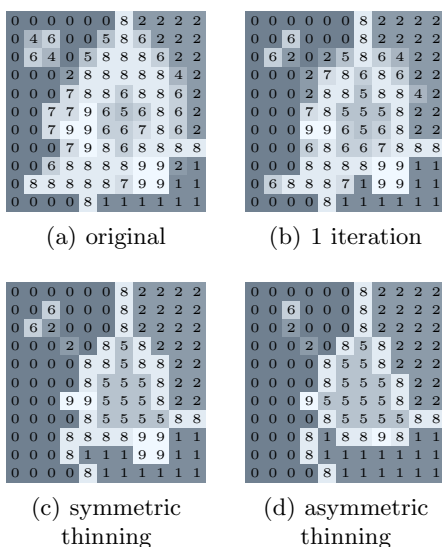 0 0 0 0 0 0 8 2 2 2 2
0 4 6 0 0 5 8 6 2 2 2
0 6 4 0 5 8 8 8 6 2 2
0 0 0 2 8 8 8 8 8 4 2
0 0 0 7 8 8 6 8 8 6 2
0 0 7 7 9 6 5 6 8 6 2
0 0 7 9 9 6 6 7 8 6 2
0 0 0 7 9 8 6 8 8 8 8
0 0 6 8 8 8 8 9 9 2 1
0 8 8 8 8 8 7 9 9 1 1
0 0 0 0 8 1 1 1 1 1 1
(a) original
0 0 0 0 0 0 8 2 2 2 2
0 0 6 0 0 0 8 2 2 2 2
0 6 2 0 2 5 8 6 4 2 2
0 0 0 2 7 8 6 8 6 2 2
0 0 0 2 8 8 5 8 8 4 2
0 0 0 7 8 5 5 5 8 2 2
0 0 0 9 9 6 5 6 8 2 2
0 0 0 6 8 6 6 7 8 8 8
0 0 0 8 8 8 8 9 9 1 1
0 6 8 8 8 7 1 9 9 1 1
0 0 0 0 8 1 1 1 1 1 1
(b) 1 iteration
0 0 0 0 0 0 8 2 2 2 2
0 0 6 0 0 0 8 2 2 2 2
0 6 2 0 0 0 8 2 2 2 2
0 0 0 2 0 8 5 8 2 2 2
0 0 0 0 8 8 5 8 8 2 2
0 0 0 0 8 5 5 5 8 2 2
0 0 0 9 9 5 5 5 8 2 2
0 0 0 0 8 5 5 5 5 8 8
0 0 0 8 8 8 8 9 9 1 1
0 0 0 8 1 1 1 9 9 1 1
0 0 0 0 8 1 1 1 1 1 1
(c) symmetric
thinning
0 0 0 0 0 0 8 2 2 2 2
0 0 6 0 0 0 8 2 2 2 2
0 0 2 0 0 0 8 2 2 2 2
0 0 0 2 0 8 5 8 2 2 2
0 0 0 0 8 5 5 8 2 2 2
0 0 0 0 8 5 5 5 8 2 2
0 0 0 9 5 5 5 5 8 2 2
0 0 0 0 8 5 5 5 5 8 8
0 0 0 8 1 8 8 9 8 1 1
0 0 0 8 1 1 1 1 1 1 1
0 0 0 0 8 1 1 1 1 1 1
(d) asymmetric
thinning